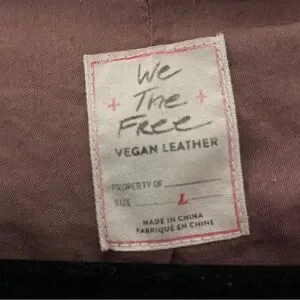 We
The
Free
VEGAN LEATHER
PROPERTY OF
SIZE L
MADE IN CHINA
FABRIQUÉ EN CHINE